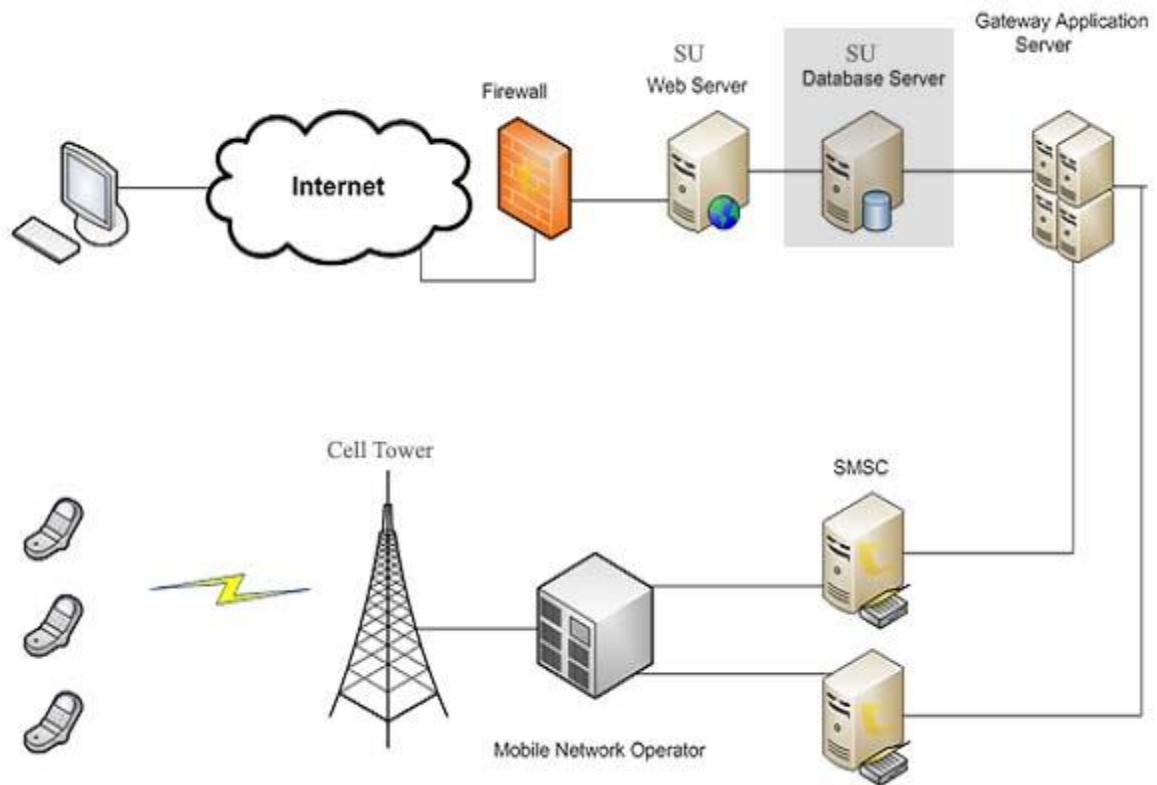 Gateway Application
Server
SU
Web Server
SU
Database Server
Firewall
Internet
Cell Tower
SMSC
Mobile Network Operator